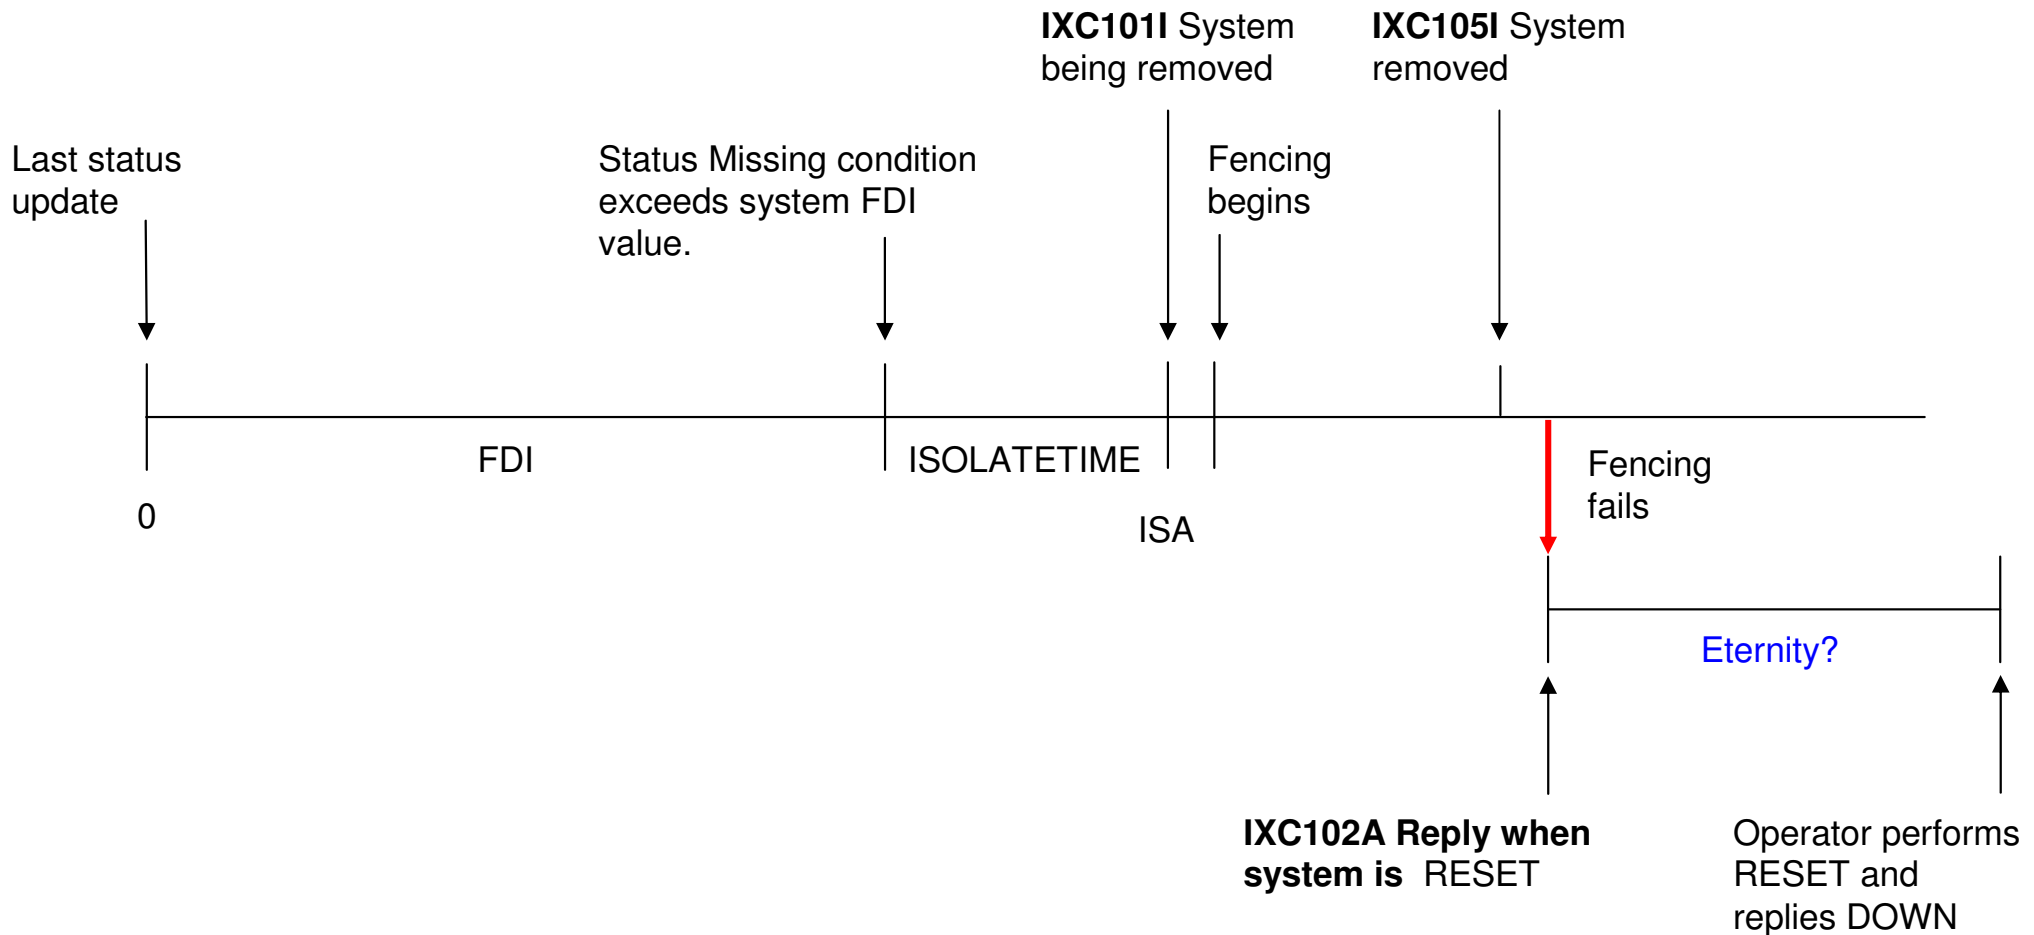 IXC101I System
being removed
IXC105I System
removed
Last status
update
Status Missing condition
exceeds system FDI
value.
Fencing
begins
FDI
ISOLATETIME
0
ISA
Fencing
fails
Eternity?
IXC102A Reply when
system is RESET
Operator performs
RESET and
replies DOWN